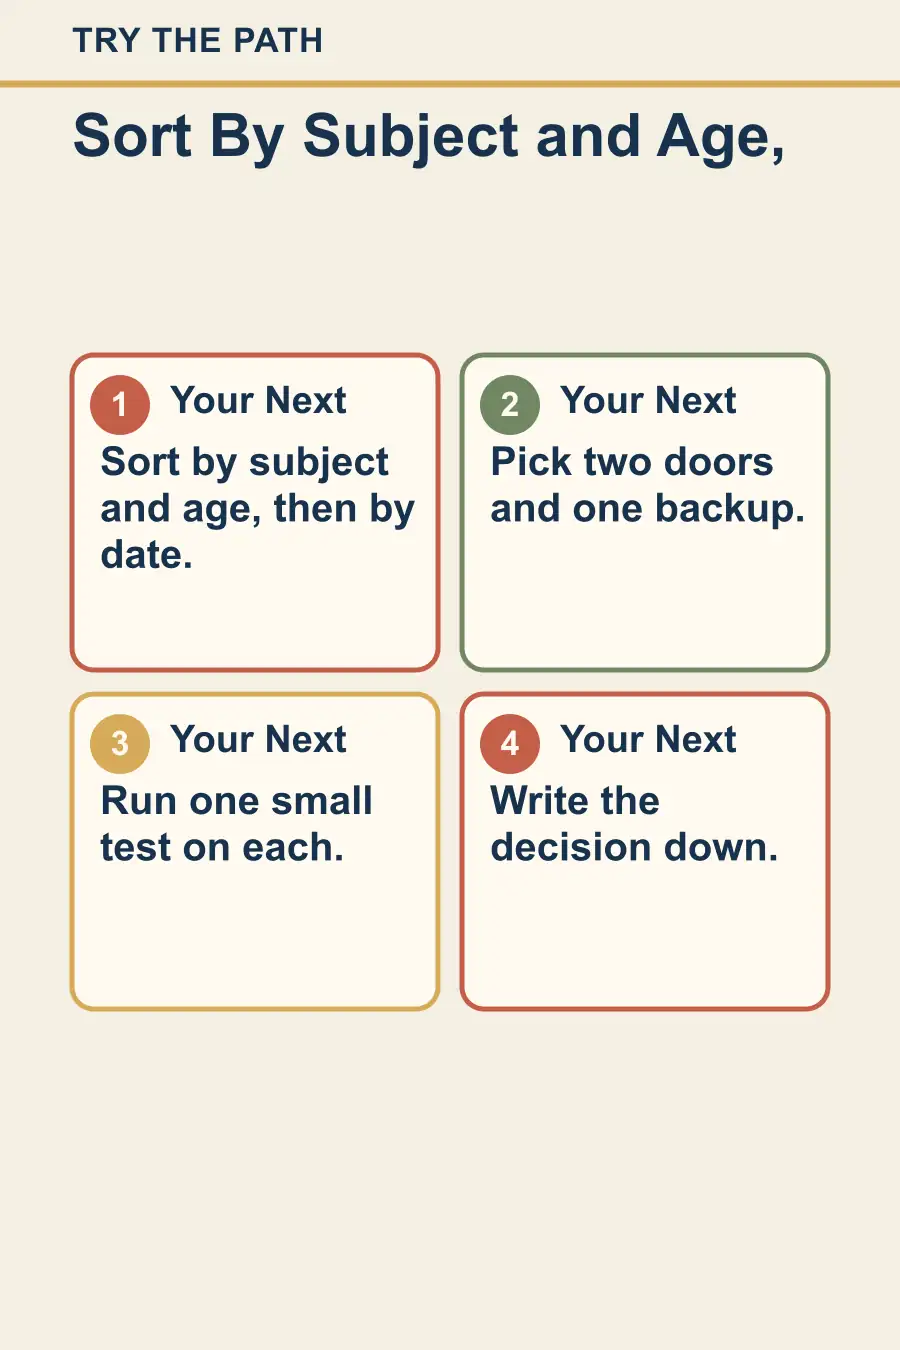 TRY THE PATH
Sort By Subject and Age,
1 Your Next
Sort by subject
and age, then by
date.
2 Your Next
Pick two doors
and one backup.
3 Your Next
Run one small
test on each.
4 Your Next
Write the
decision down.